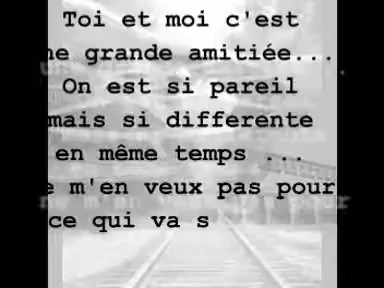 Toi et moi c'est
ne grande amitiée...
On est si pareil
mais si differente
en même temps ...
e m'en veux pas pour
ce qui va s